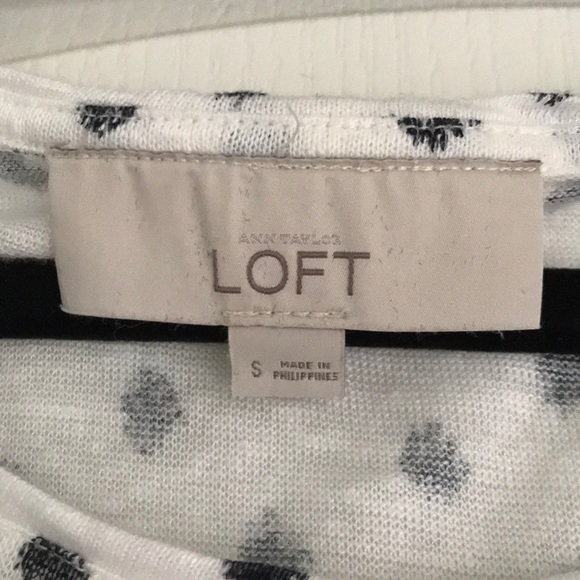 ANN TAYLOR
LOFT
S
MADE IN
PHILIPPINES